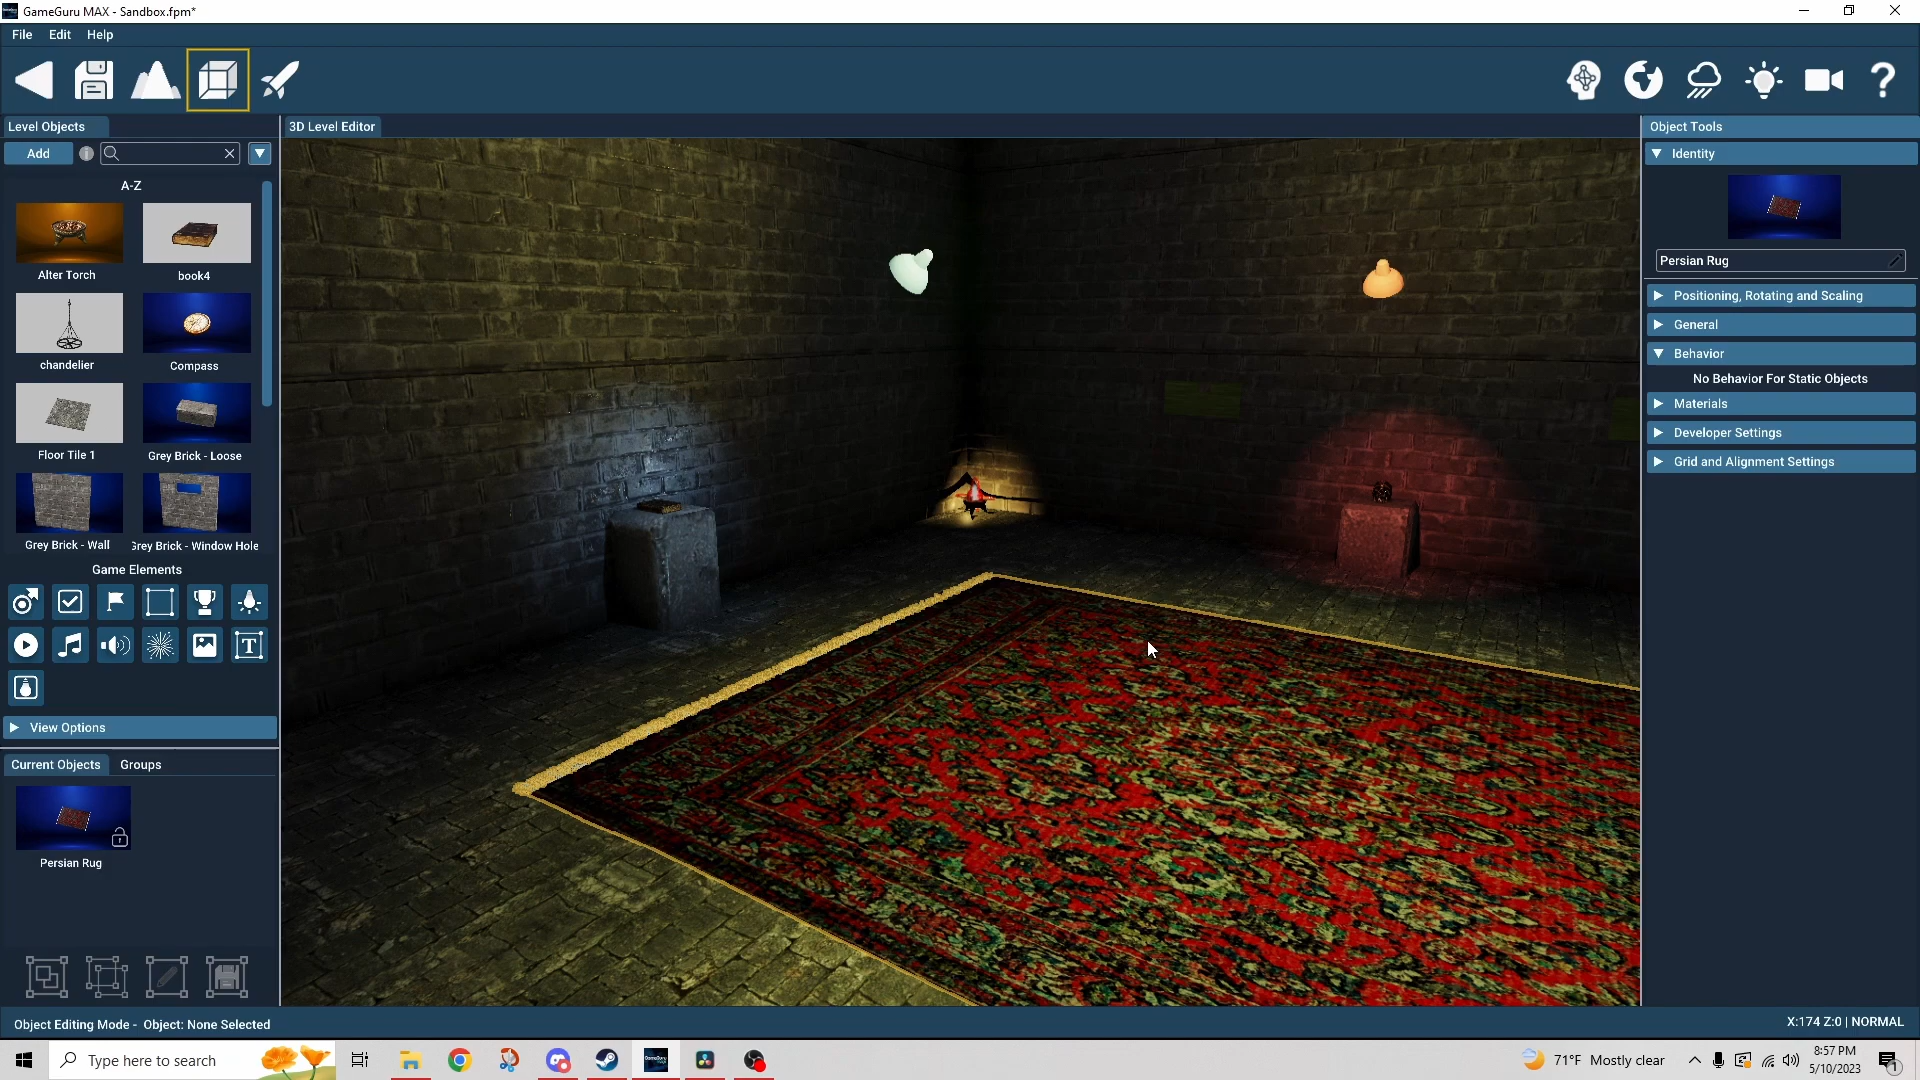 GameGuru MAX - Sandbox.fpm*
File Edit Help
Level Objects
3D Level Editor
Object Tools
Add
Identity
A-Z
Alter Torch
book4
Persian Rug
chandelier
Compass
Positioning, Rotating and Scaling
General
Behavior
No Behavior For Static Objects
Materials
Developer Settings
Grid and Alignment Settings
Floor Tile 1
Grey Brick - Loose
Grey Brick - Wall
Grey Brick - Window Hole
Game Elements
View Options
Current Objects Groups
Persian Rug
Object Editing Mode - Object: None Selected
X:174 Z:0 | NORMAL
Type here to search
71°F Mostly clear
8:57 PM
5/10/2023
1